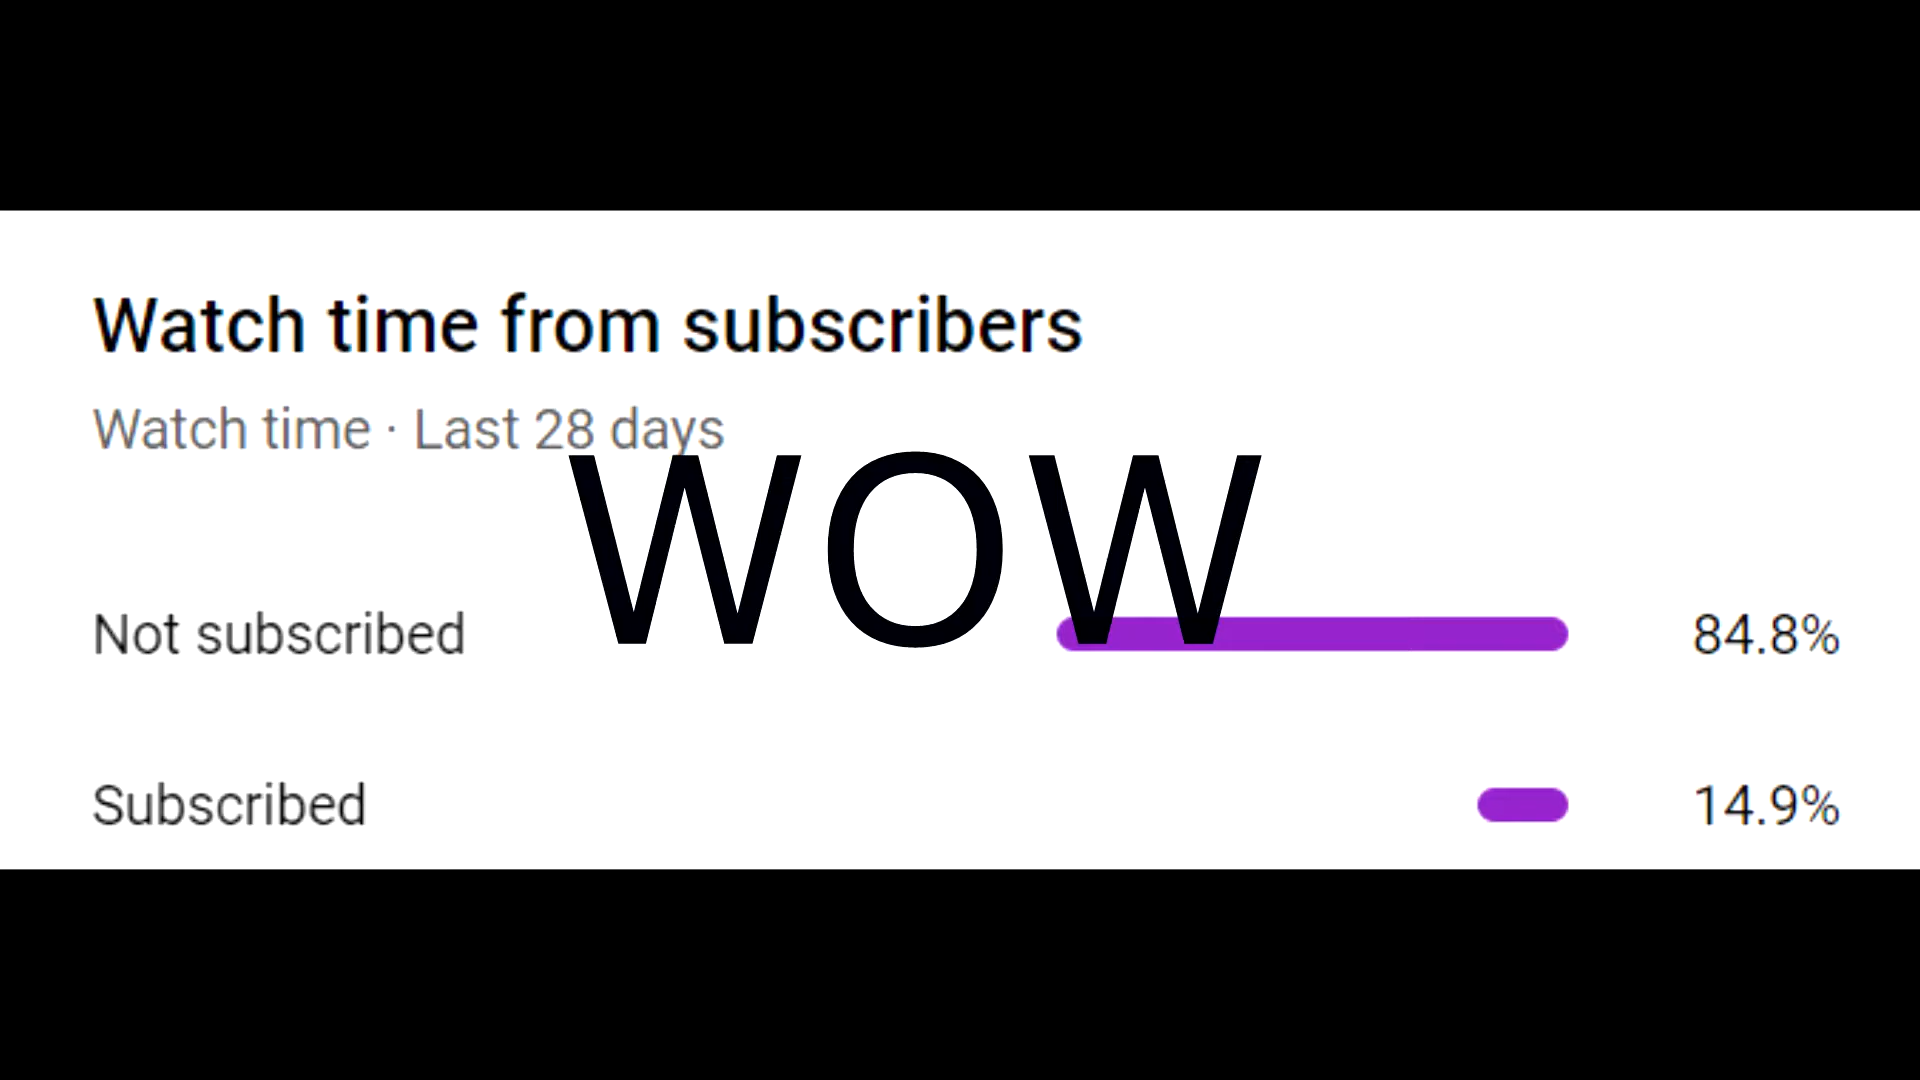 Watch time from subscribers
Watch time · Last 28 days
WOW
Not subscribed 84.8%
Subscribed 14.9%